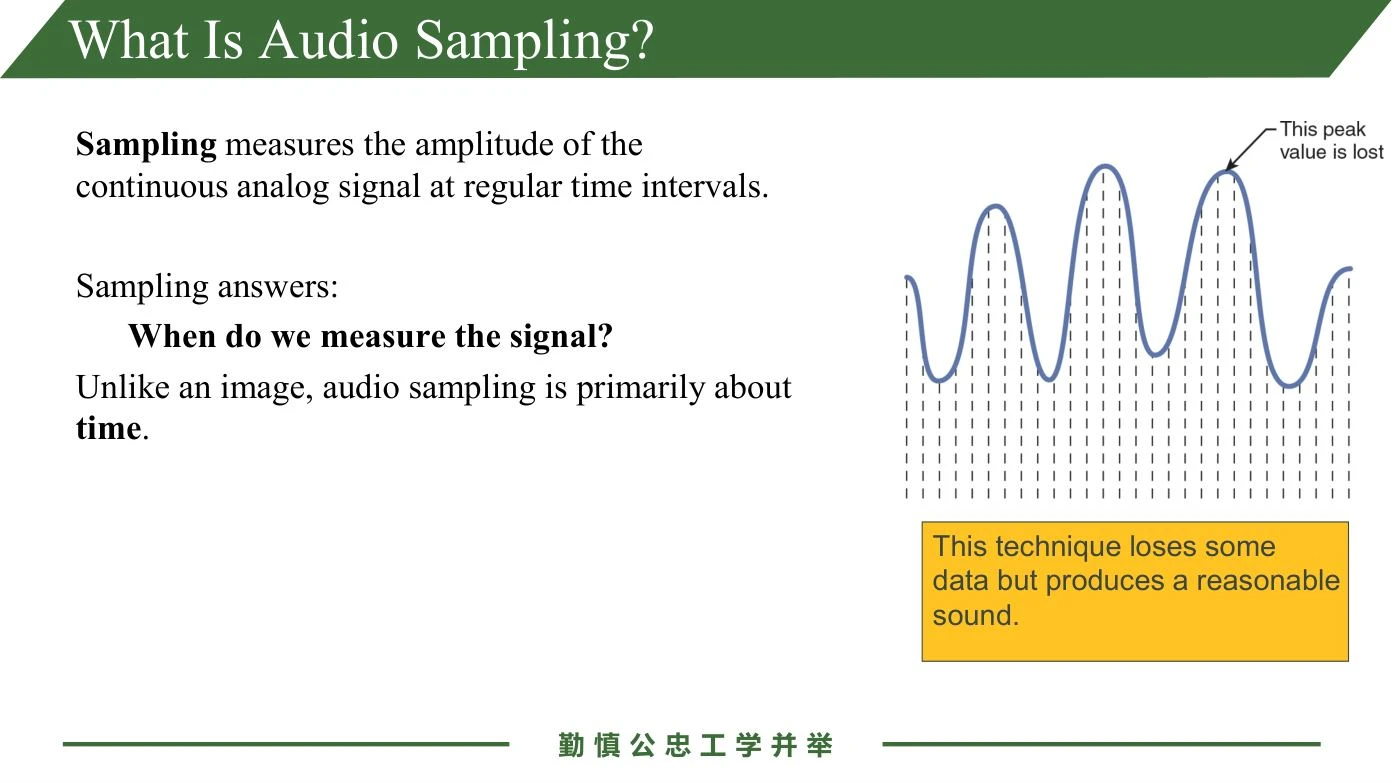 What Is Audio Sampling?
Sampling measures the amplitude of the
continuous analog signal at regular time intervals.
Sampling answers:
When do we measure the signal?
Unlike an image, audio sampling is primarily about
time.
This peak
value is lost
This technique loses some
data but produces a reasonable
sound.
勤慎公忠工学并举